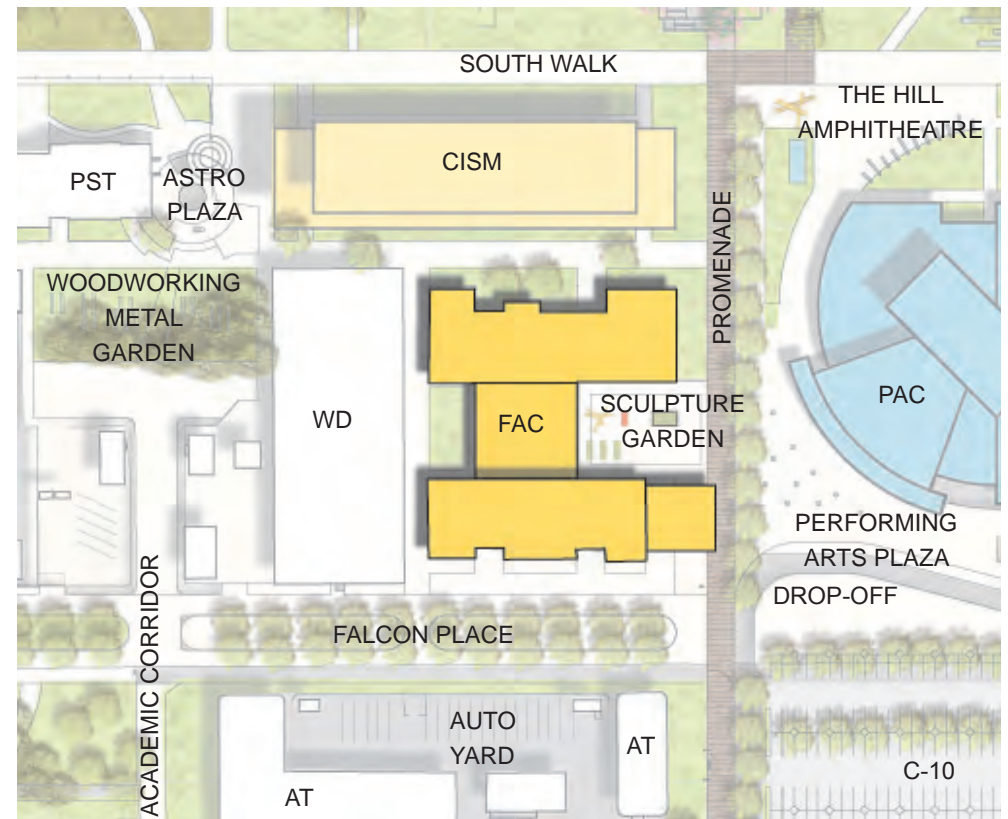 SOUTH WALK
THE HILL
AMPHITHEATRE
CISM
PST
ASTRO
PLAZA
PROMENADE
WOODWORKING
METAL
GARDEN
WD
FAC
SCULPTURE
GARDEN
PAC
PERFORMING
ARTS PLAZA
DROP-OFF
FALCON PLACE
ACADEMIC CORRIDOR
AUTO
YARD
AT
AT
C-10